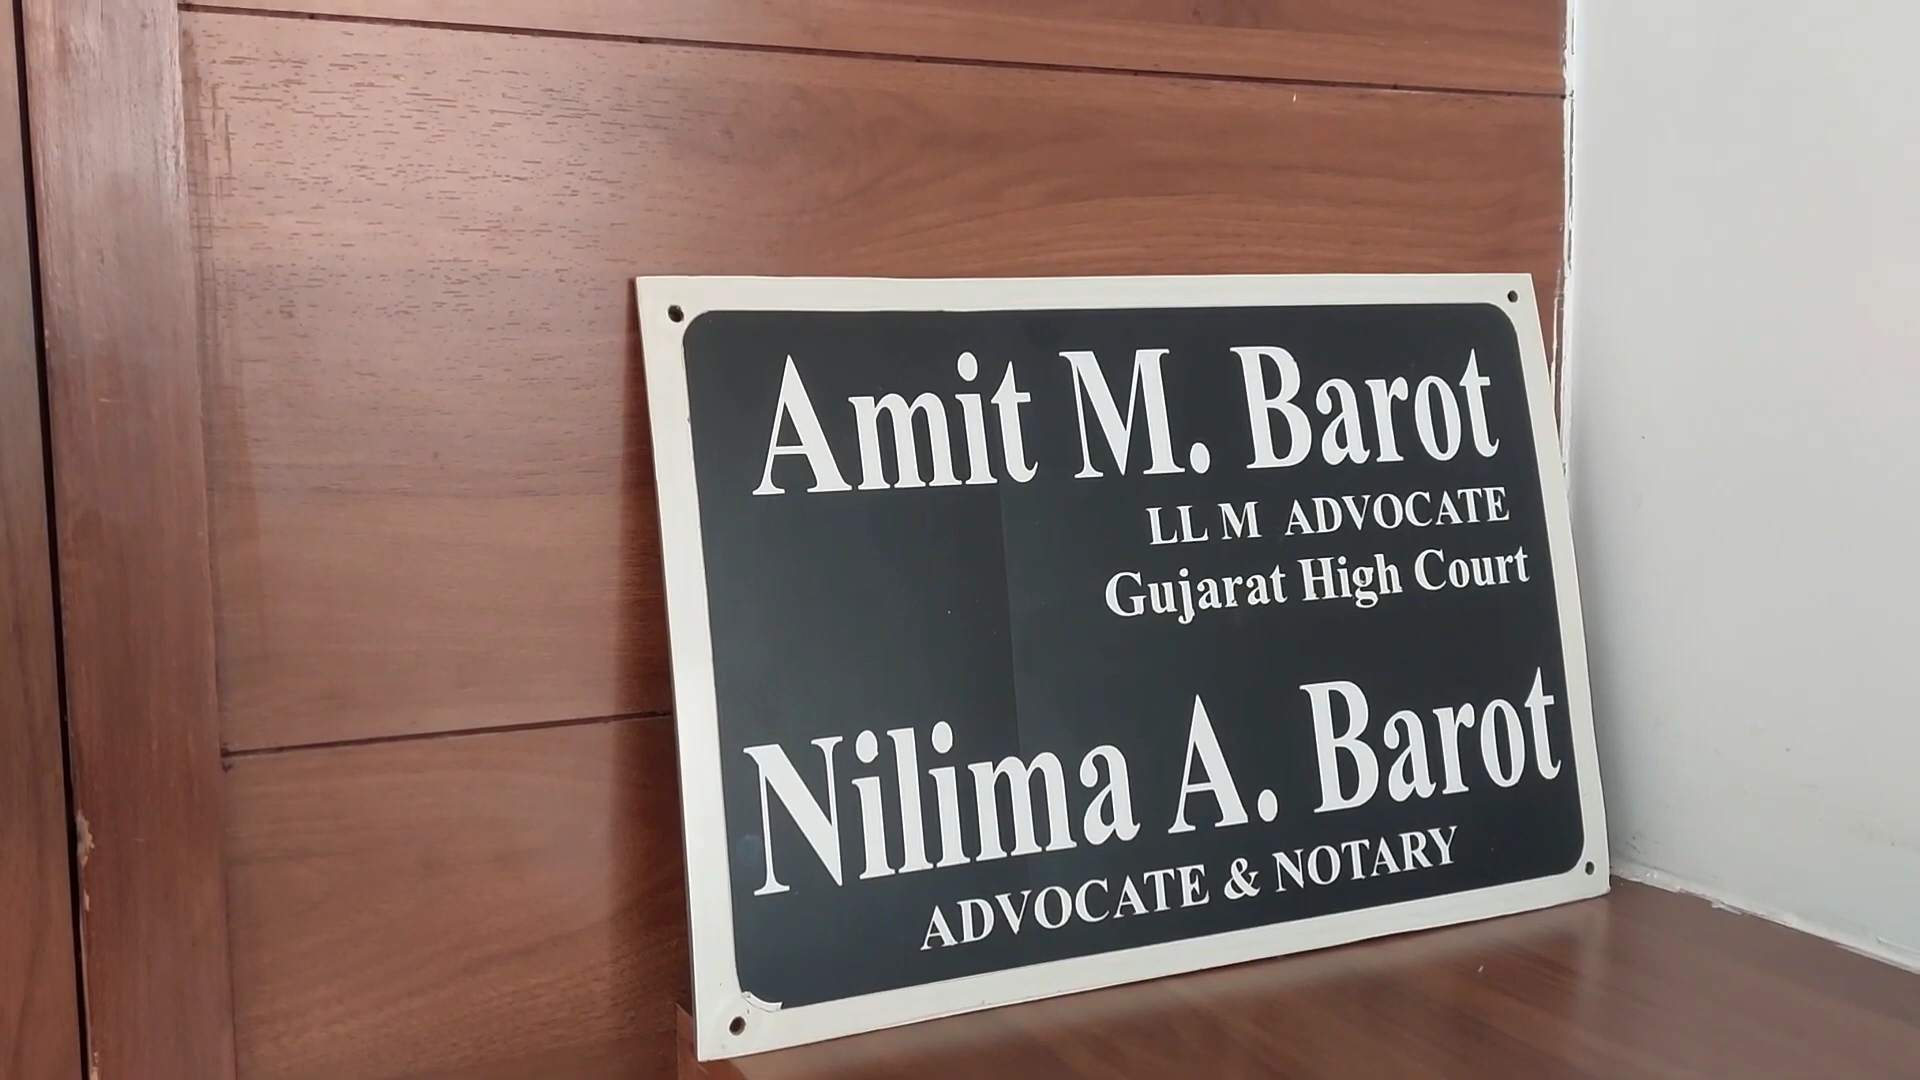 Amit M. Barot
LL M ADVOCATE
Gujarat High Court
Nilima A. Barot
ADVOCATE & NOTARY